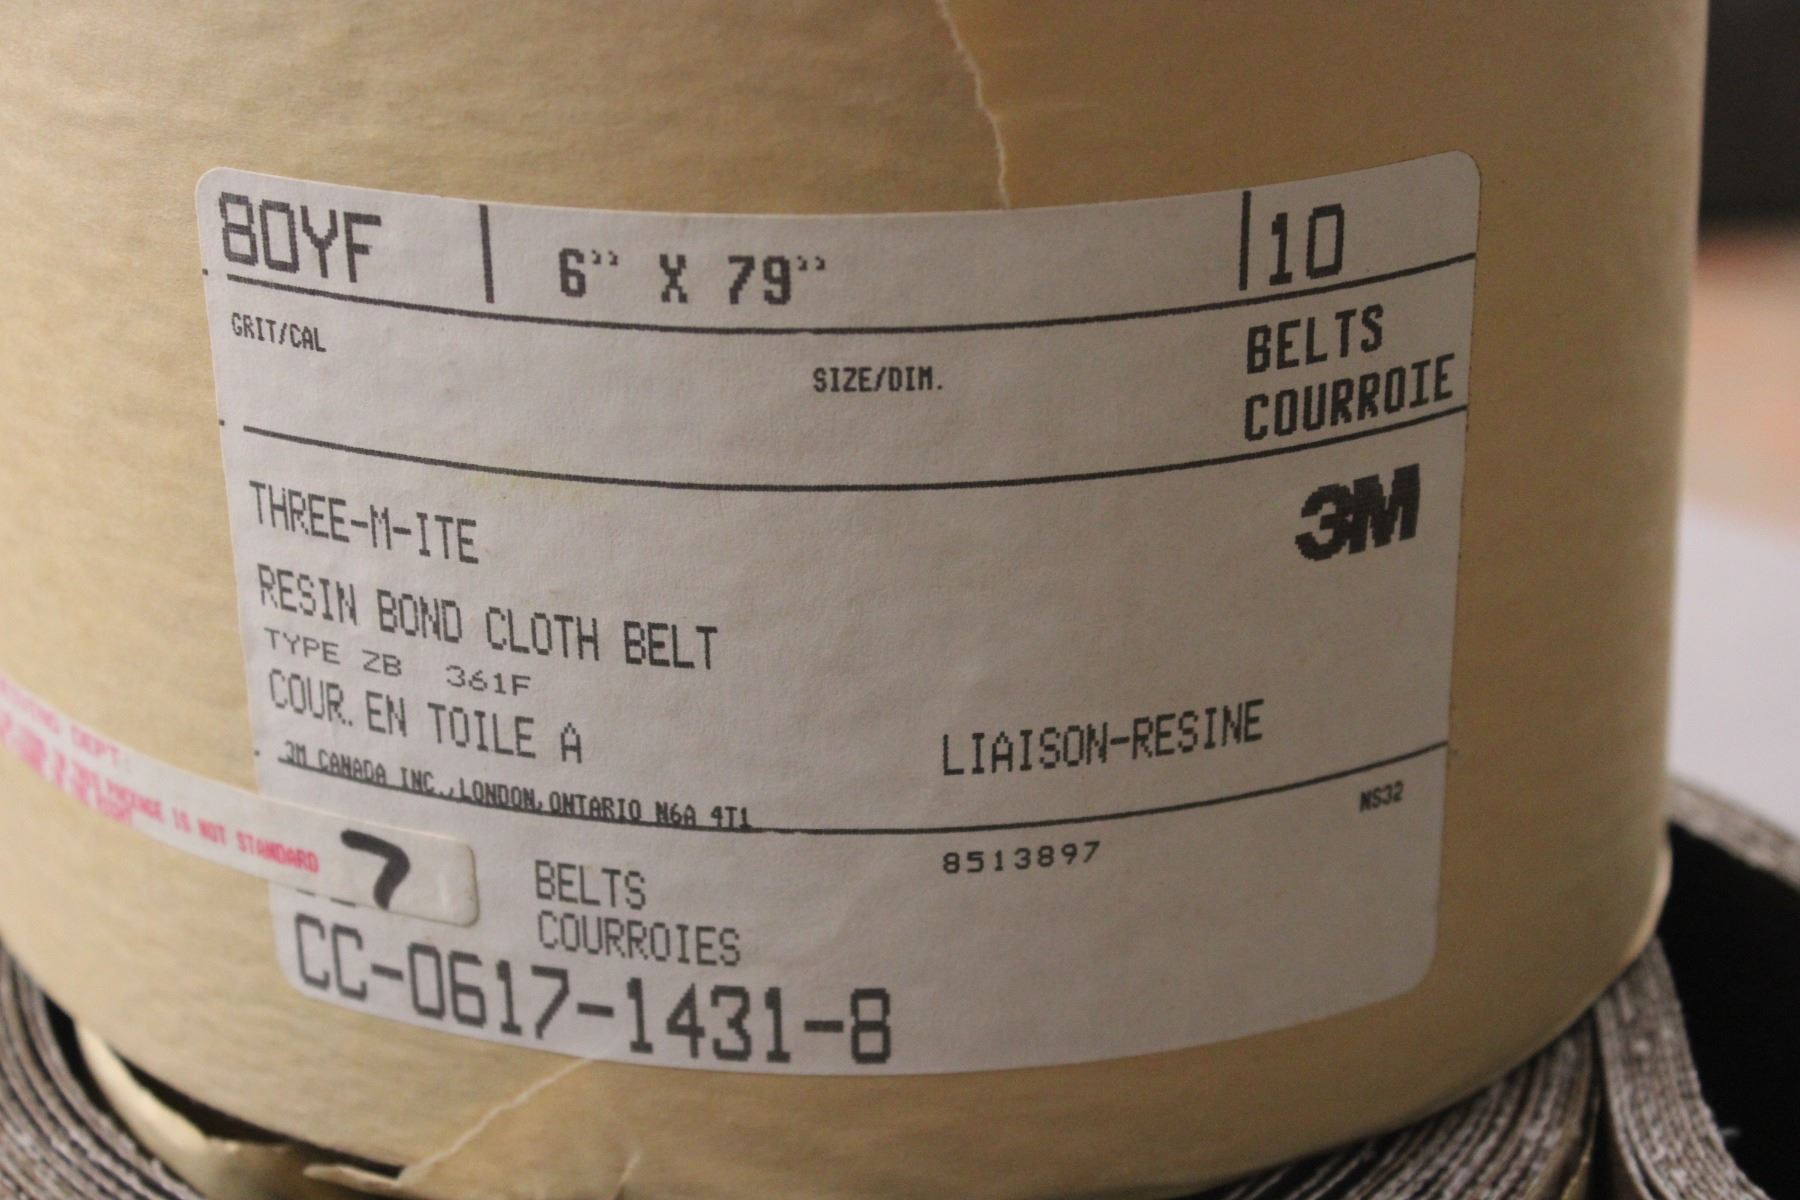 80YF 6" X 79" 10
GRIT/CAL SIZE/DIM. BELTS
COURROIE
THREE-M-ITE 3M
RESIN BOND CLOTH BELT
TYPE ZB 361F
COUR. EN TOILE A LIAISON-RESINE
3M CANADA INC., LONDON, ONTARIO N6A 4T1
NS32
8513897
DEPT:
PACKAGE IS NOT STANDARD
7 BELTS
COURROIES
CC-0617-1431-8